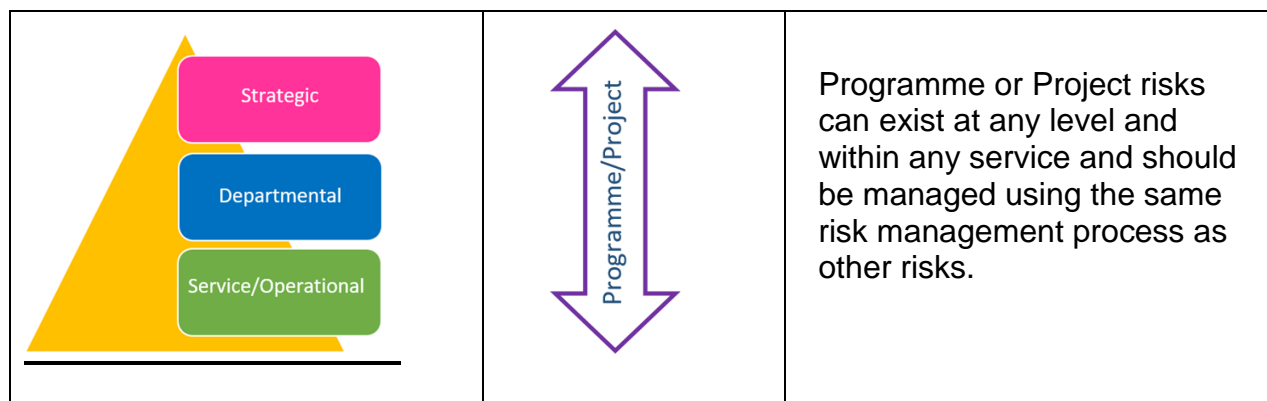 Strategic
Departmental
Service/Operational
Programme/Project
Programme or Project risks
can exist at any level and
within any service and should
be managed using the same
risk management process as
other risks.